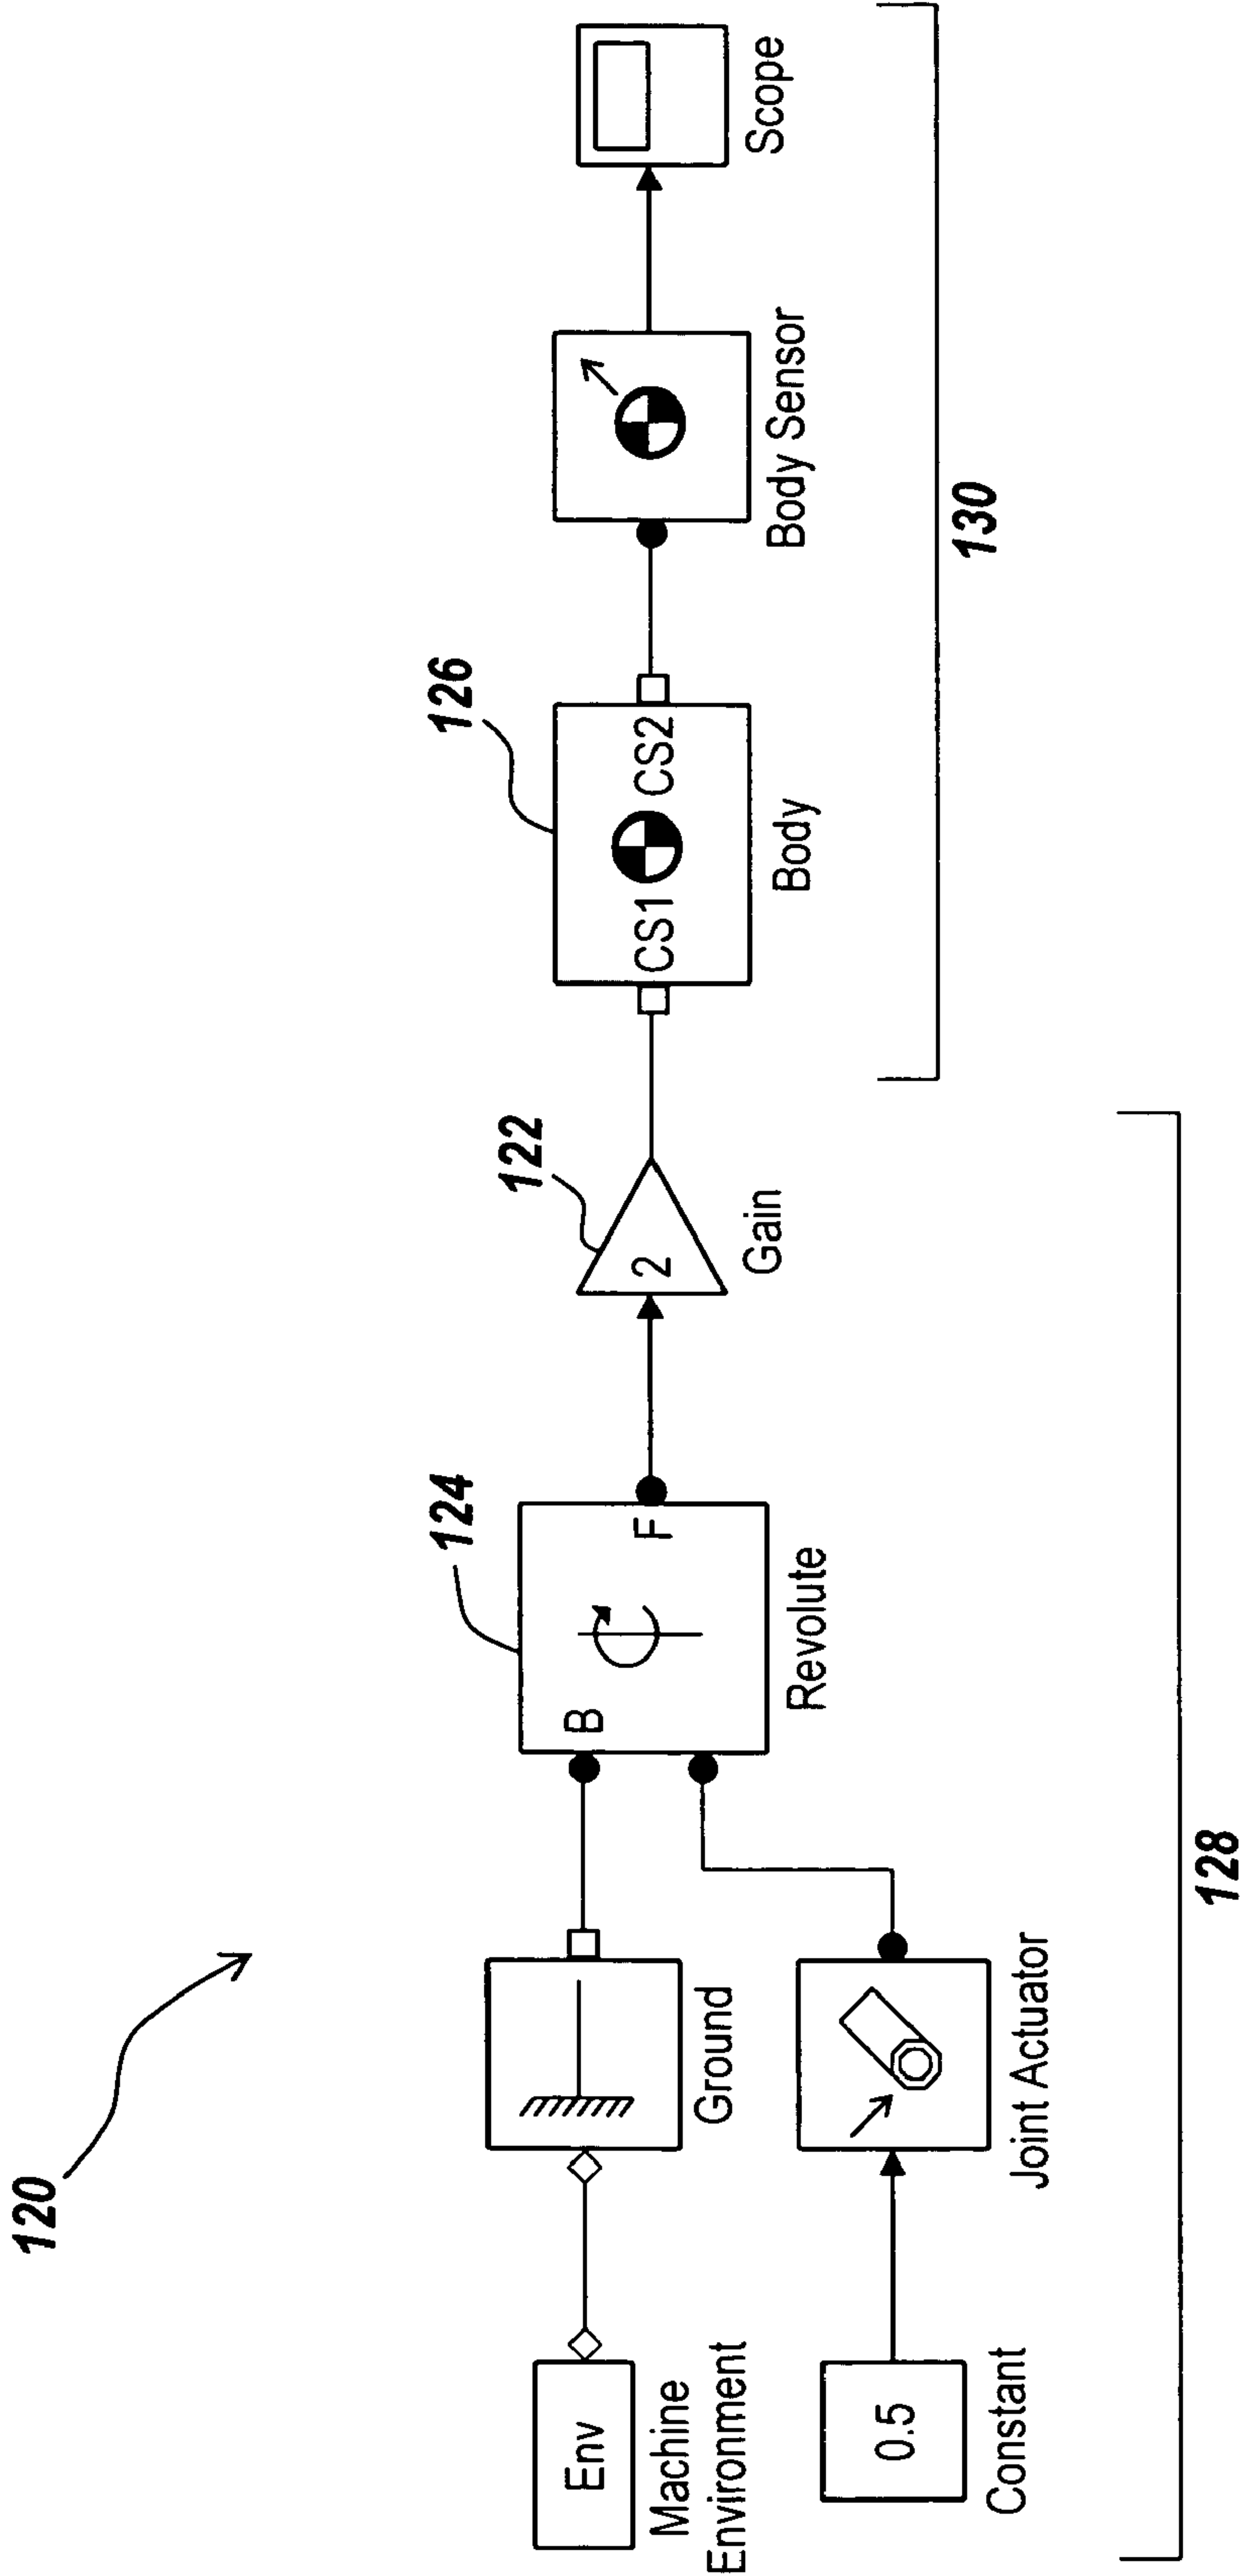 120
126
124
122
Env
Machine
Environment
Ground
B
F
Revolute
2
Gain
CS1
CS2
Body
Body Sensor
Scope
0.5
Constant
Joint Actuator
130
128